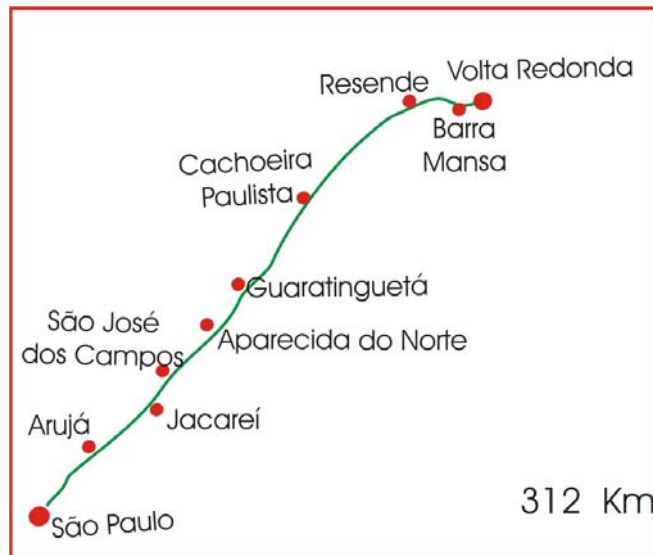 Volta Redonda
Resende
Barra
Mansa
Cachoeira
Paulista
Guaratinguetá
São José
dos Campos
Aparecida do Norte
Jacareí
Arujá
312 Km
São Paulo